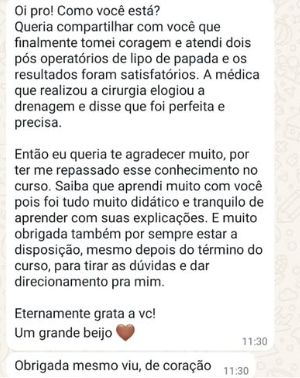 Oi pro! Como você está?
Queria compartilhar com você que
finalmente tomei coragem e atendi dois
pós operatórios de lipo de papada e os
resultados foram satisfatórios. A médica
que realizou a cirurgia elogiou a
drenagem e disse que foi perfeita e
precisa.
Então eu queria te agradecer muito, por
ter me repassado esse conhecimento no
curso. Saiba que aprendi muito com você
pois foi tudo muito didático e tranquilo de
aprender com suas explicações. E muito
obrigada também por sempre estar a
disposição, mesmo depois do término do
curso, para tirar as dúvidas e dar
direcionamento pra mim.
Eternamente grata a vc!
Um grande beijo 🤎
11:30
Obrigada mesmo viu, de coração 11:30